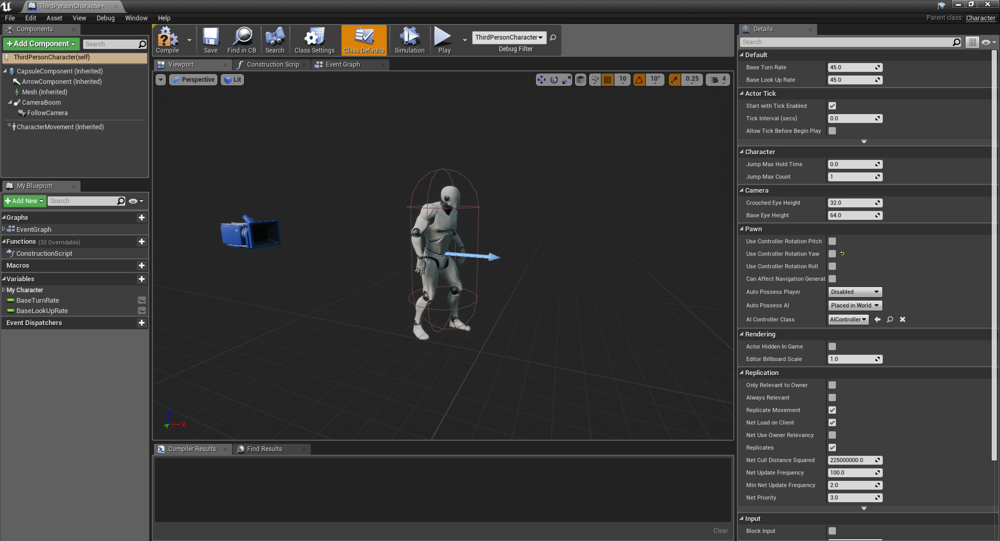 ThirdPersonCharacter*
File Edit Asset View Debug Window Help
Parent class: Character
Components
+Add Component
Search
ThirdPersonCharacter(self)
CapsuleComponent (Inherited)
ArrowComponent (Inherited)
Mesh (Inherited)
CameraBoom
FollowCamera
CharacterMovement (Inherited)
My Blueprint
+Add New
Search
Graphs
EventGraph
Functions (32 Overridable)
ConstructionScript
Macros
Variables
My Character
BaseTurnRate
BaseLookUpRate
Event Dispatchers
Compile
Save
Find in CB
Search
Class Settings
Class Defaults
Simulation
Play
ThirdPersonCharacter
Debug Filter
Viewport
Construction Scrip
Event Graph
Perspective
Lit
10
10°
0.25
4
Z
Y
X
Compiler Results
Find Results
Clear
Details
Search
Default
Base Turn Rate 45.0
Base Look Up Rate 45.0
Actor Tick
Start with Tick Enabled
Tick Interval (secs) 0.0
Allow Tick Before Begin Play
Character
Jump Max Hold Time 0.0
Jump Max Count 1
Camera
Crouched Eye Height 32.0
Base Eye Height 64.0
Pawn
Use Controller Rotation Pitch
Use Controller Rotation Yaw
Use Controller Rotation Roll
Can Affect Navigation Generat
Auto Possess Player Disabled
Auto Possess AI Placed in World
AI Controller Class AIController
Rendering
Actor Hidden In Game
Editor Billboard Scale 1.0
Replication
Only Relevant to Owner
Always Relevant
Replicate Movement
Net Load on Client
Net Use Owner Relevancy
Replicates
Net Cull Distance Squared 225000000.0
Net Update Frequency 100.0
Min Net Update Frequency 2.0
Net Priority 3.0
Input
Block Input